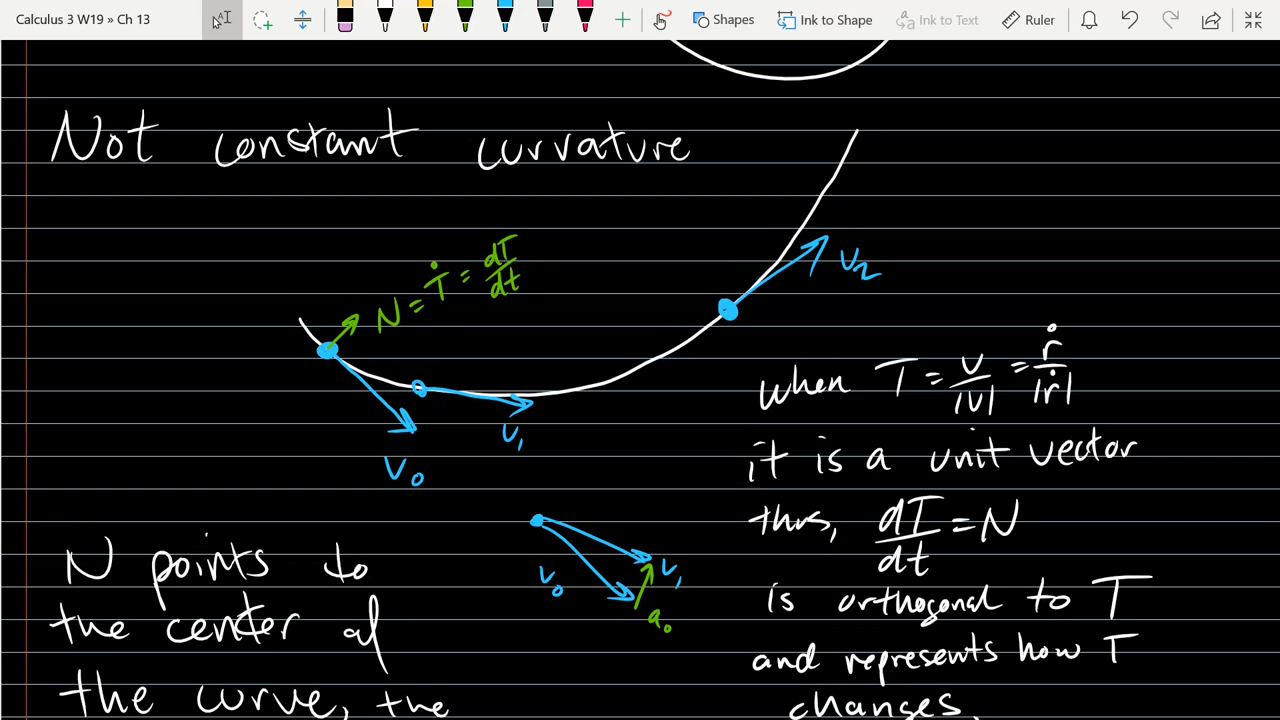 Calculus 3 W19 » Ch 13
Shapes
Ink to Shape
Ink to Text
Ruler
Not constant curvature
N = Ṫ = dT/dt
v₂
v₁
v₀
When T = v/|v| = ṙ/|ṙ|
it is a unit vector
thus, dT/dt = N
is orthogonal to T
and represents how T
changes.
v₀
v₁
a₀
N points to
the center of
the curve, the